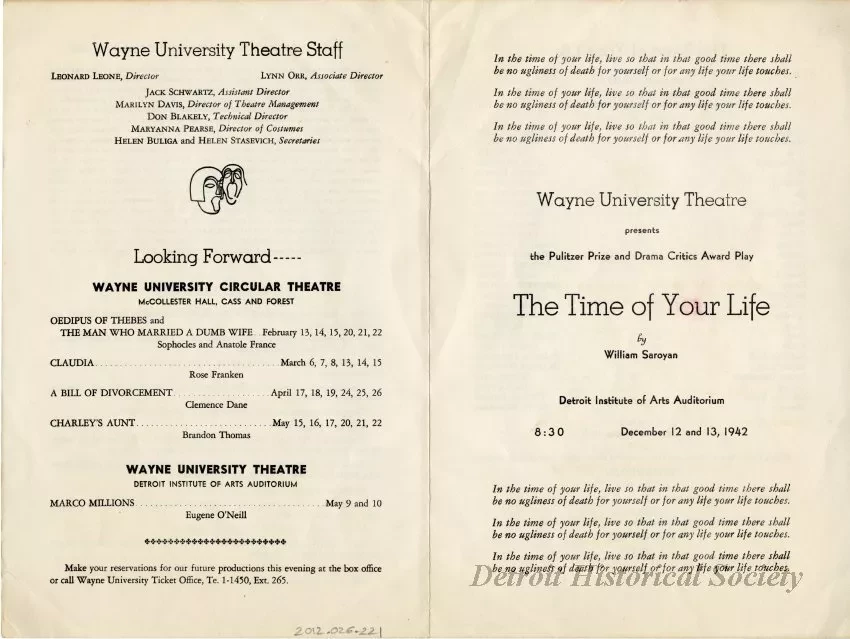 Wayne University Theatre Staff
LEONARD LEONE, Director LYNN ORR, Associate Director
JACK SCHWARTZ, Assistant Director
MARILYN DAVIS, Director of Theatre Management
DON BLAKELY, Technical Director
MARYANNA PEARSE, Director of Costumes
HELEN BULIGA and HELEN STASEVICH, Secretaries
Looking Forward-----
WAYNE UNIVERSITY CIRCULAR THEATRE
McCOLLESTER HALL, CASS AND FOREST
OEDIPUS OF THEBES and
THE MAN WHO MARRIED A DUMB WIFE February 13, 14, 15, 20, 21, 22
Sophocles and Anatole France
CLAUDIA March 6, 7, 8, 13, 14, 15
Rose Franken
A BILL OF DIVORCEMENT April 17, 18, 19, 24, 25, 26
Clemence Dane
CHARLEY'S AUNT May 15, 16, 17, 20, 21, 22
Brandon Thomas
WAYNE UNIVERSITY THEATRE
DETROIT INSTITUTE OF ARTS AUDITORIUM
MARCO MILLIONS May 9 and 10
Eugene O'Neill
Make your reservations for our future productions this evening at the box office
or call Wayne University Ticket Office, Te. 1-1450, Ext. 265.
2012.026.221
In the time of your life, live so that in that good time there shall
be no ugliness of death for yourself or for any life your life touches.
In the time of your life, live so that in that good time there shall
be no ugliness of death for yourself or for any life your life touches.
In the time of your life, live so that in that good time there shall
be no ugliness of death for yourself or for any life your life touches.
Wayne University Theatre
presents
the Pulitzer Prize and Drama Critics Award Play
The Time of Your Life
by
William Saroyan
Detroit Institute of Arts Auditorium
8:30 December 12 and 13, 1942
In the time of your life, live so that in that good time there shall
be no ugliness of death for yourself or for any life your life touches.
In the time of your life, live so that in that good time there shall
be no ugliness of death for yourself or for any life your life touches.
In the time of your life, live so that in that good time there shall
be no ugliness of death for yourself or for any life your life touches.
Detroit Historical Society